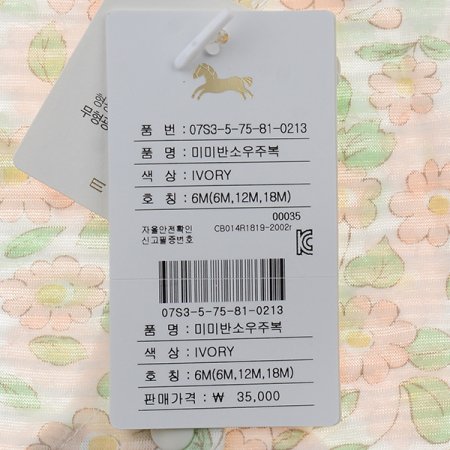 품 번 : 07S3-5-75-81-0213
품 명 : 미미반소우주복
색 상 : IVORY
호 칭 : 6M(6M,12M,18M)
00035
자율안전확인 CB014R1819-2002r
신고필증번호
07S3-5-75-81-0213
품 명 : 미미반소우주복
색 상 : IVORY
호 칭 : 6M(6M,12M,18M)
판매가격 : ₩ 35,000